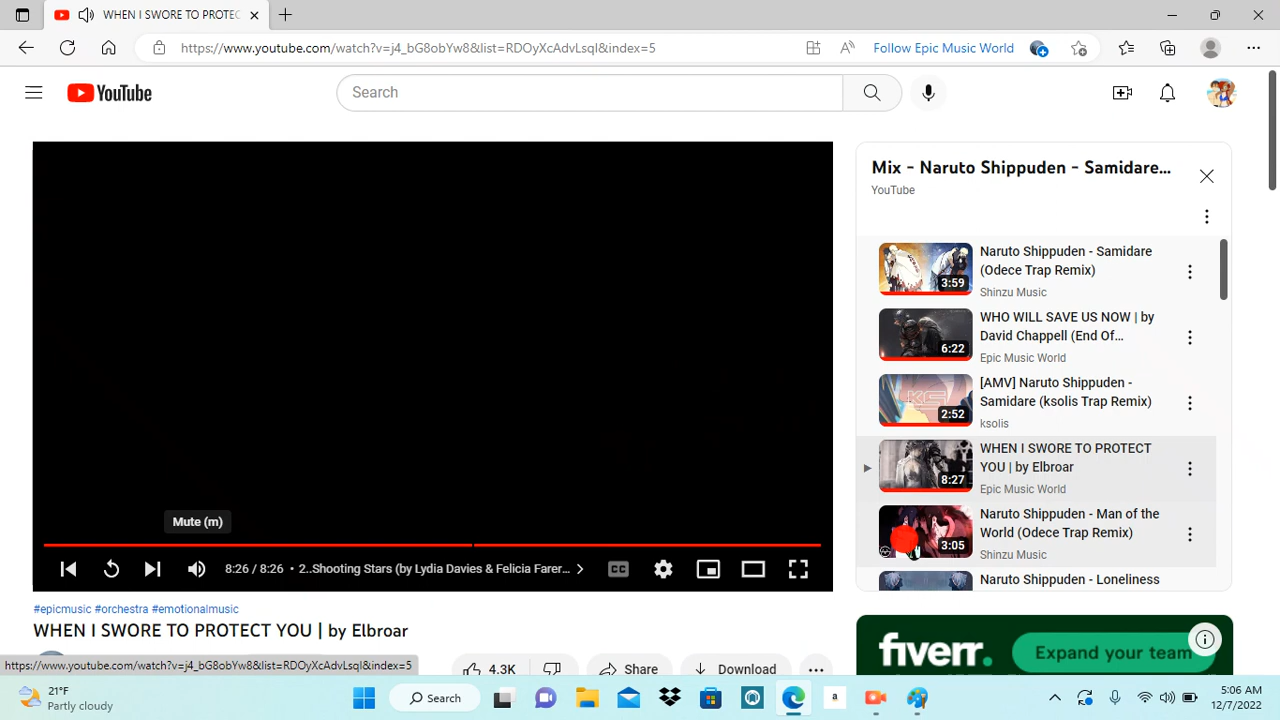 WHEN I SWORE TO PROTEC
https://www.youtube.com/watch?v=j4_bG8obYw8&list=RDOyXcAdvLsqI&index=5
Follow Epic Music World
YouTube
Search
Mix - Naruto Shippuden - Samidare...
YouTube
Naruto Shippuden - Samidare
(Odece Trap Remix)
Shinzu Music
3:59
WHO WILL SAVE US NOW | by
David Chappell (End Of...
Epic Music World
6:22
[AMV] Naruto Shippuden -
Samidare (ksolis Trap Remix)
ksolis
2:52
WHEN I SWORE TO PROTECT
YOU | by Elbroar
Epic Music World
8:27
Naruto Shippuden - Man of the
World (Odece Trap Remix)
Shinzu Music
3:05
Naruto Shippuden - Loneliness
Mute (m)
8:26 / 8:26 • 2..Shooting Stars (by Lydia Davies & Felicia Farer...
CC
#epicmusic #orchestra #emotionalmusic
WHEN I SWORE TO PROTECT YOU | by Elbroar
4.3K
Share
Download
fiverr.
Expand your team
https://www.youtube.com/watch?v=j4_bG8obYw8&list=RDOyXcAdvLsqI&index=5
21°F
Partly cloudy
Search
a
5:06 AM
12/7/2022